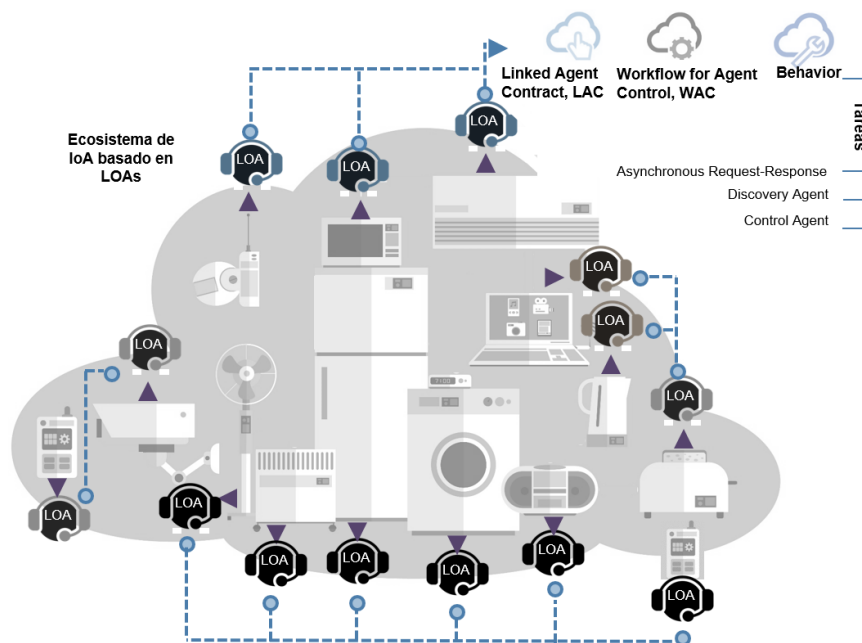 Linked Agent
Contract, LAC
Workflow for Agent
Control, WAC
Behavior
Tareas
Ecosistema de
IoA basado en
LOAs
Asynchronous Request-Response
Discovery Agent
Control Agent
LOA
LOA
LOA
LOA
LOA
LOA
LOA
LOA
LOA
LOA
LOA
LOA
LOA
LOA